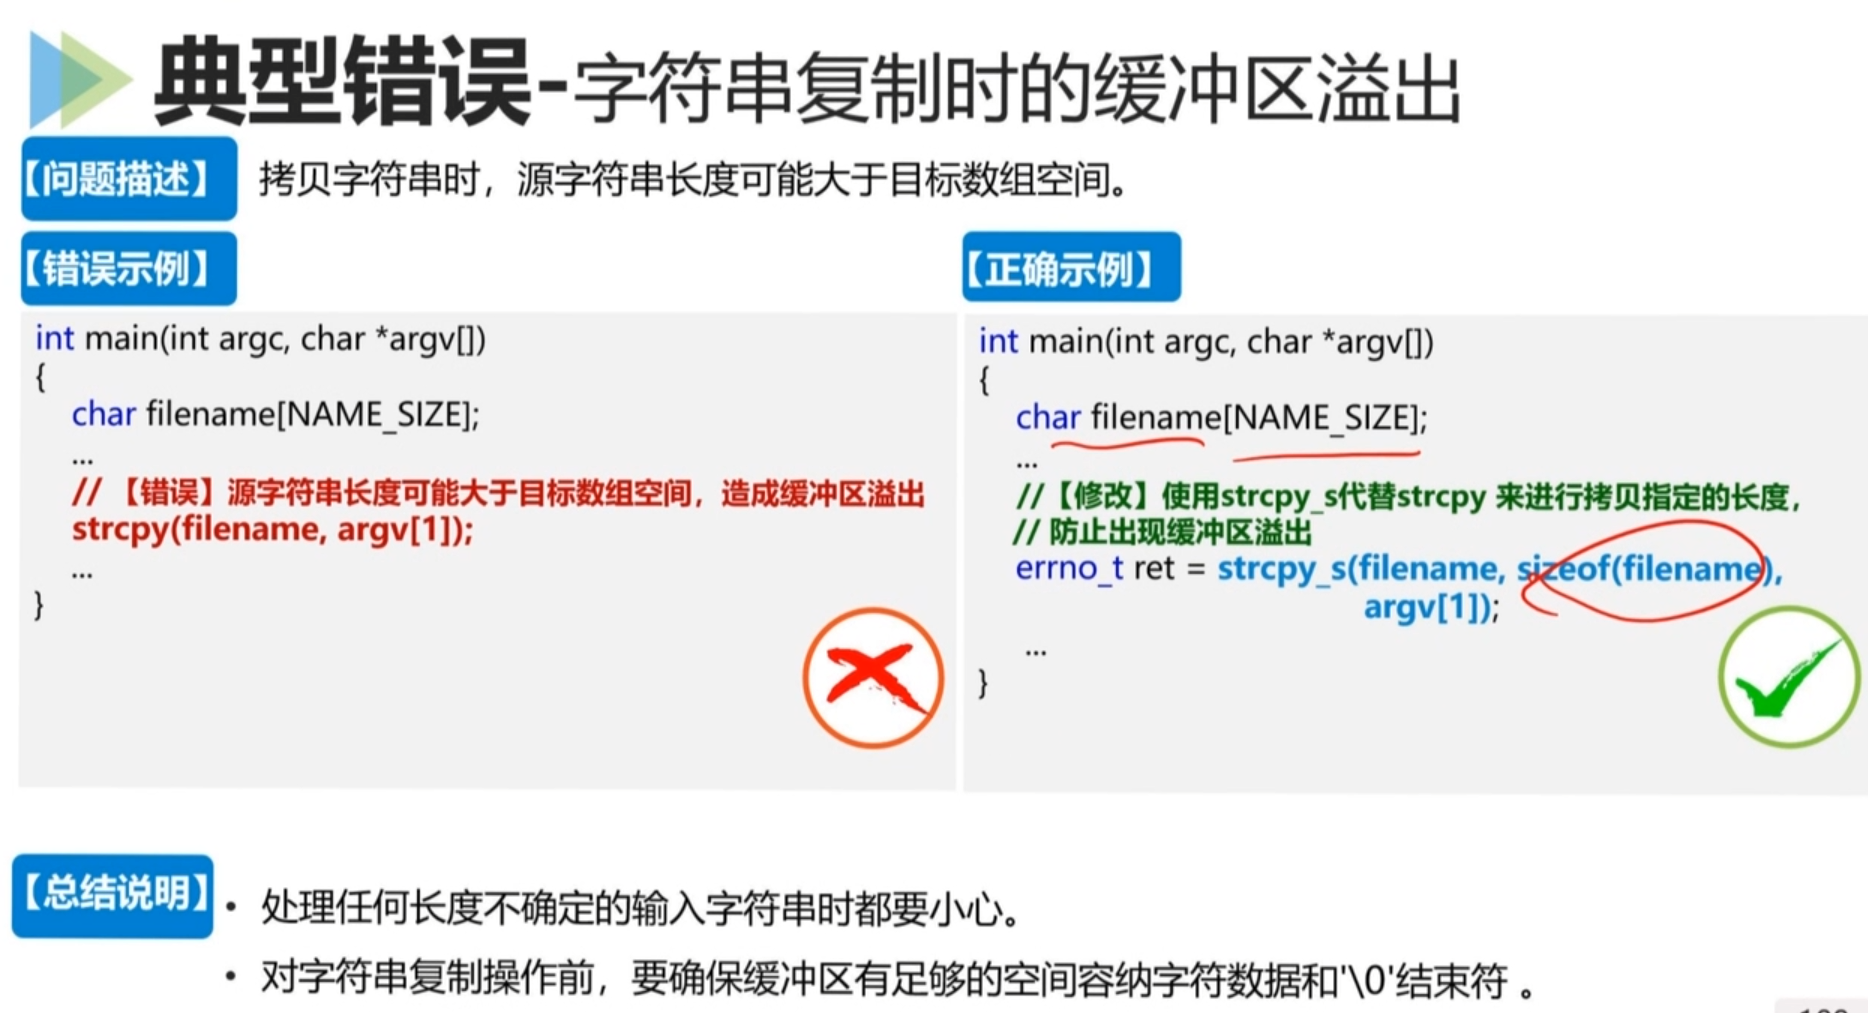 典型错误-字符串复制时的缓冲区溢出
【问题描述】 拷贝字符串时，源字符串长度可能大于目标数组空间。
【错误示例】
int main(int argc, char *argv[])
{
char filename[NAME_SIZE];
...
// 【错误】源字符串长度可能大于目标数组空间，造成缓冲区溢出
strcpy(filename, argv[1]);
...
}
【正确示例】
int main(int argc, char *argv[])
{
char filename[NAME_SIZE];
...
//【修改】使用strcpy_s代替strcpy 来进行拷贝指定的长度，
// 防止出现缓冲区溢出
errno_t ret = strcpy_s(filename, sizeof(filename),
argv[1]);
...
}
【总结说明】
• 处理任何长度不确定的输入字符串时都要小心。
• 对字符串复制操作前，要确保缓冲区有足够的空间容纳字符数据和'\0'结束符 。